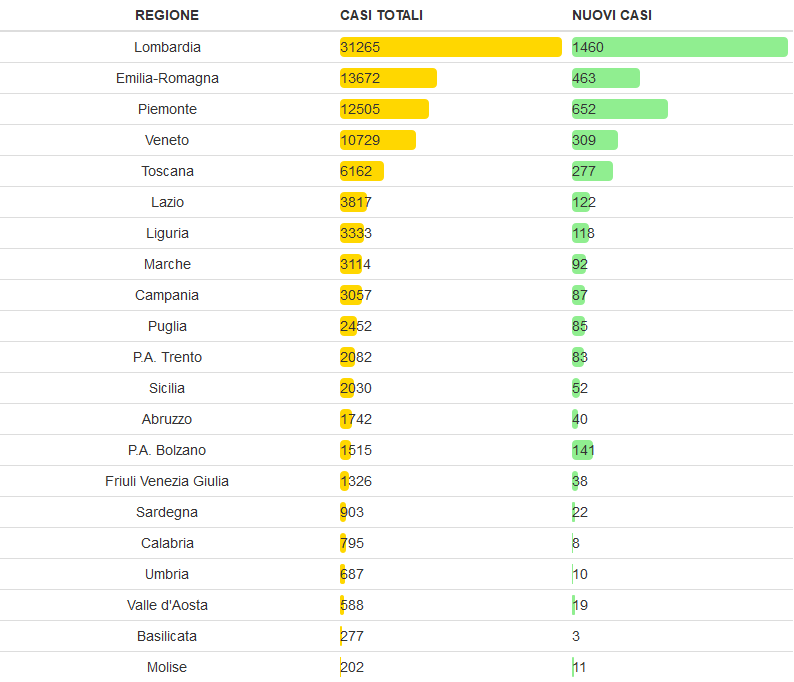 REGIONE CASI TOTALI NUOVI CASI
Lombardia 31265 1460
Emilia-Romagna 13672 463
Piemonte 12505 652
Veneto 10729 309
Toscana 6162 277
Lazio 3817 122
Liguria 3333 118
Marche 3114 92
Campania 3057 87
Puglia 2452 85
P.A. Trento 2082 83
Sicilia 2030 52
Abruzzo 1742 40
P.A. Bolzano 1515 141
Friuli Venezia Giulia 1326 38
Sardegna 903 22
Calabria 795 8
Umbria 687 10
Valle d'Aosta 588 19
Basilicata 277 3
Molise 202 11